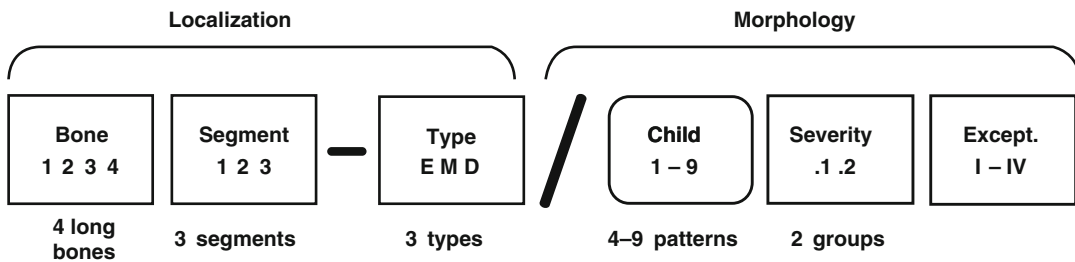 Localization
Morphology
Bone
1 2 3 4
Segment
1 2 3
Type
E M D
Child
1 – 9
Severity
.1 .2
Except.
I – IV
4 long
bones
3 segments
3 types
4–9 patterns
2 groups